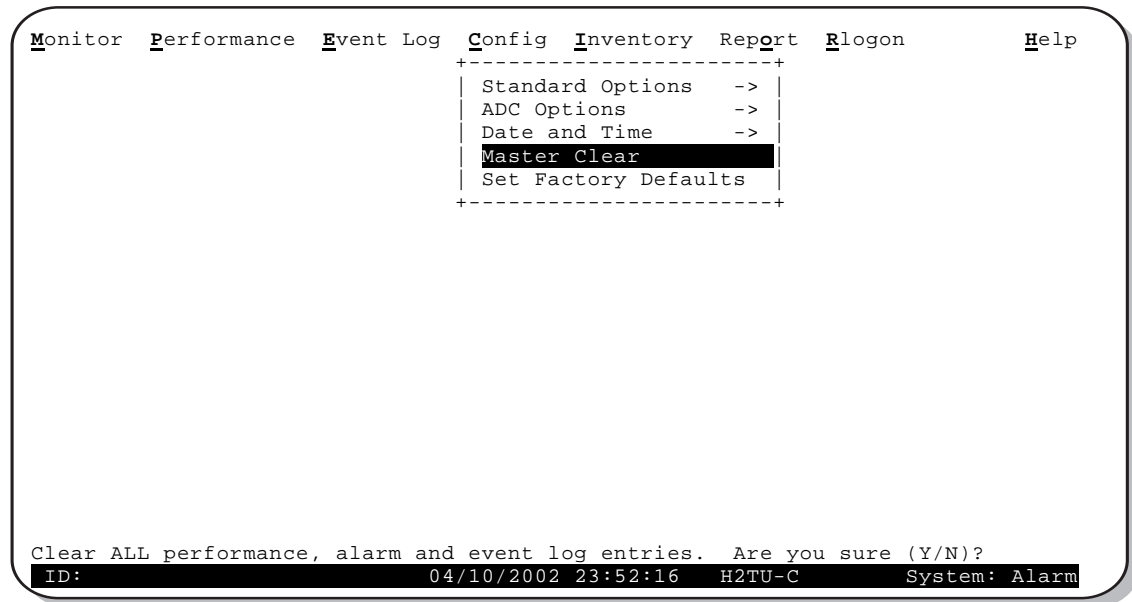 Monitor Performance Event Log Config Inventory Report Rlogon Help
+-----------------------+
| Standard Options -> |
| ADC Options -> |
| Date and Time -> |
| Master Clear |
| Set Factory Defaults |
+-----------------------+
Clear ALL performance, alarm and event log entries. Are you sure (Y/N)?
ID: 04/10/2002 23:52:16 H2TU-C System: Alarm